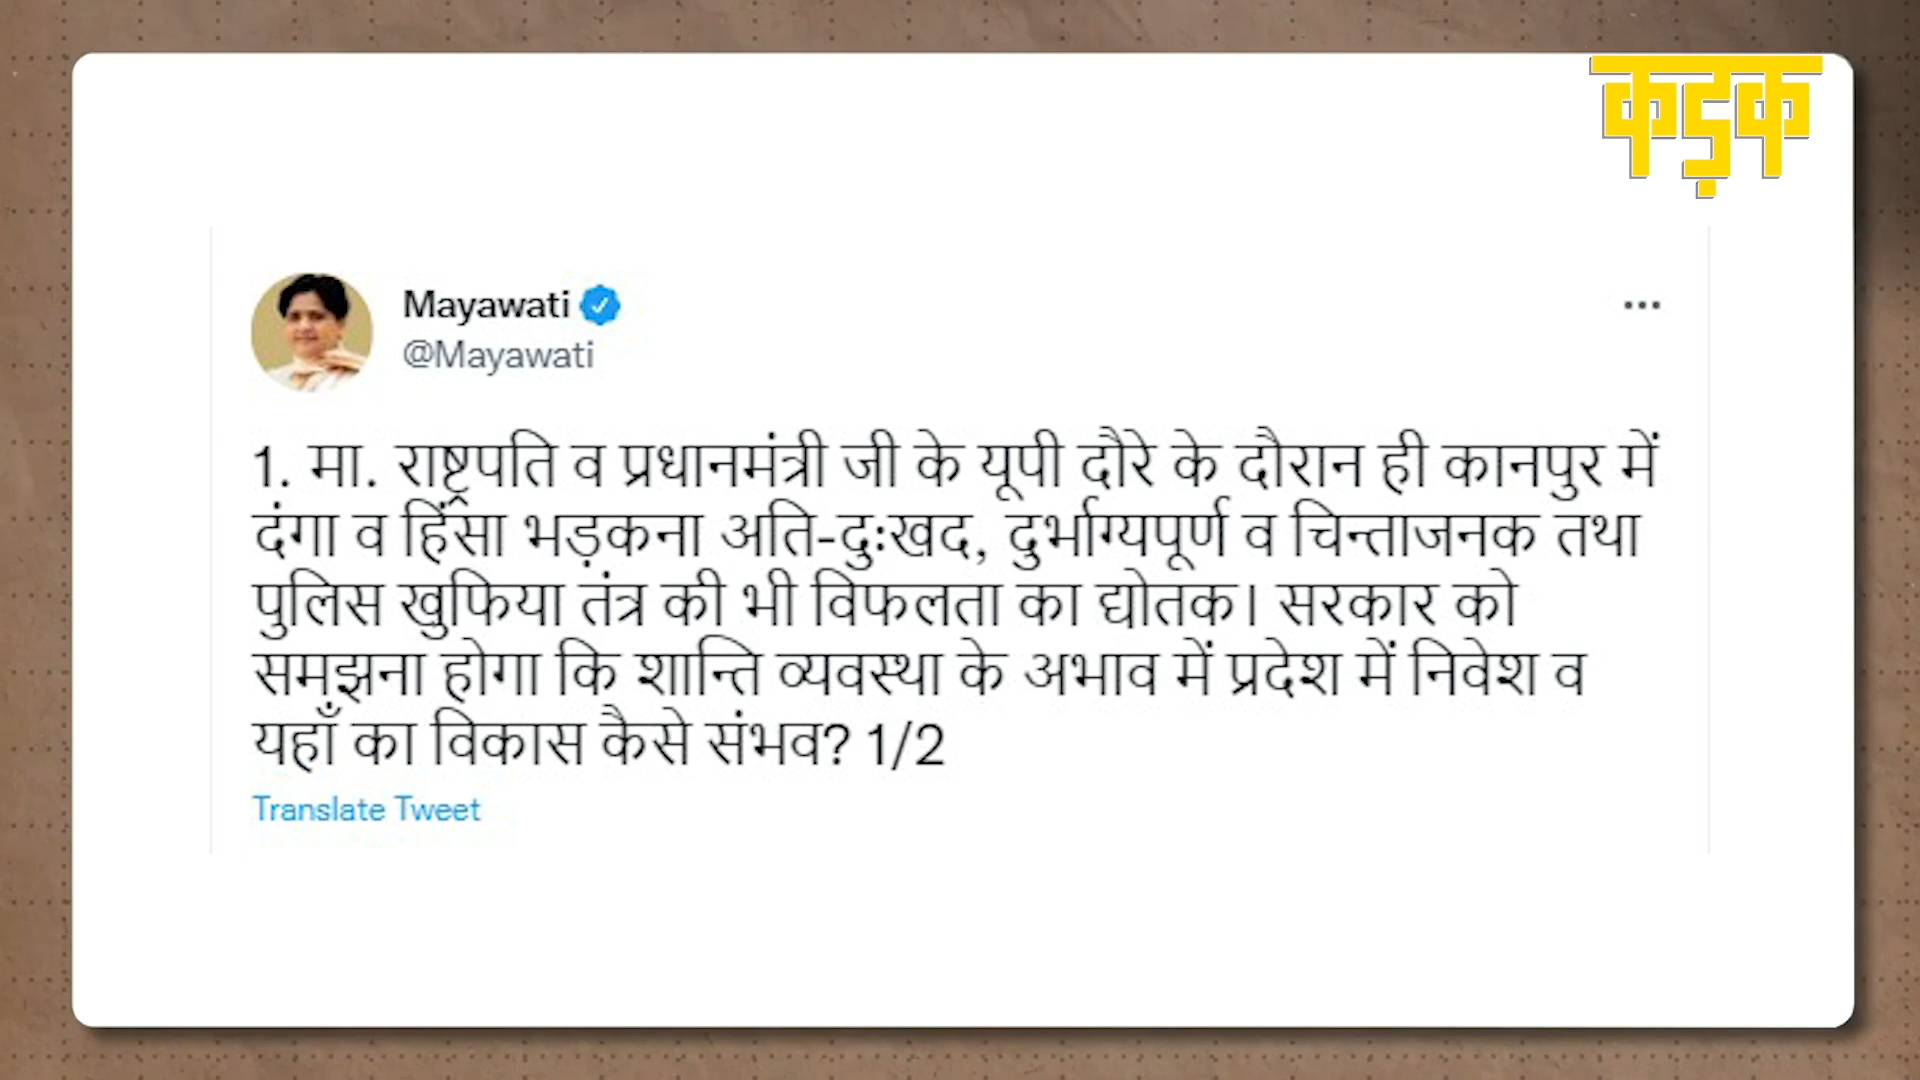 कड़क
Mayawati
@Mayawati
1. मा. राष्ट्रपति व प्रधानमंत्री जी के यूपी दौरे के दौरान ही कानपुर में
दंगा व हिंसा भड़कना अति-दुःखद, दुर्भाग्यपूर्ण व चिन्ताजनक तथा
पुलिस खुफिया तंत्र की भी विफलता का द्योतक। सरकार को
समझना होगा कि शान्ति व्यवस्था के अभाव में प्रदेश में निवेश व
यहाँ का विकास कैसे संभव? 1/2
Translate Tweet